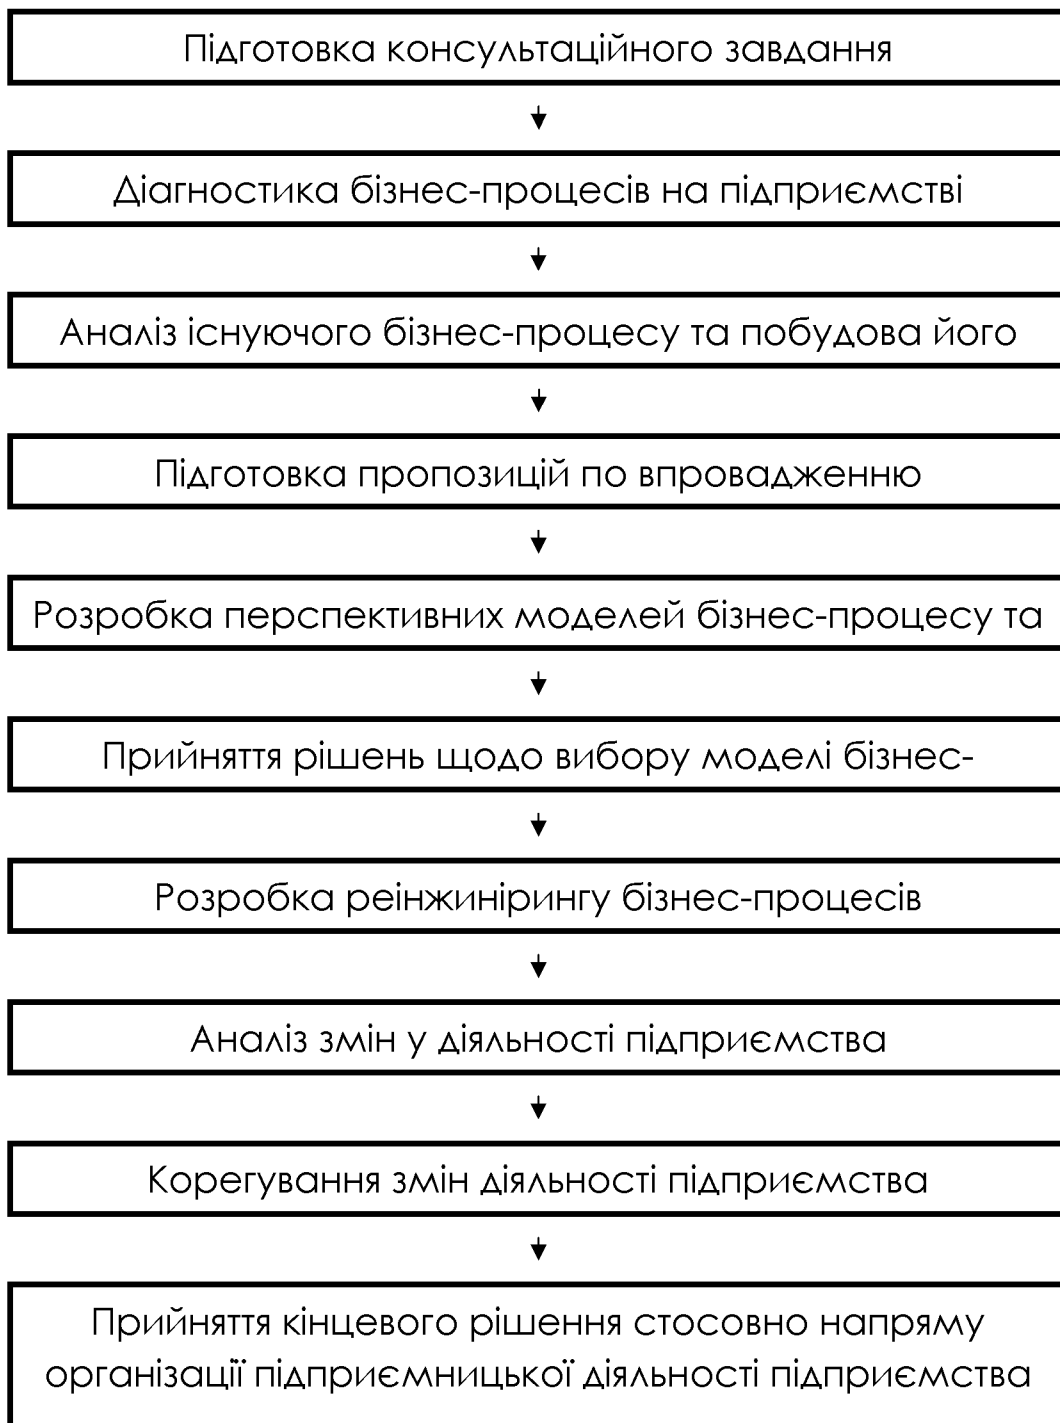 Підготовка консультаційного завдання
Діагностика бізнес-процесів на підприємстві
Аналіз існуючого бізнес-процесу та побудова його
Підготовка пропозицій по впровадженню
Розробка перспективних моделей бізнес-процесу та
Прийняття рішень щодо вибору моделі бізнес-
Розробка реінжинірингу бізнес-процесів
Аналіз змін у діяльності підприємства
Корегування змін діяльності підприємства
Прийняття кінцевого рішення стосовно напряму
організації підприємницької діяльності підприємства